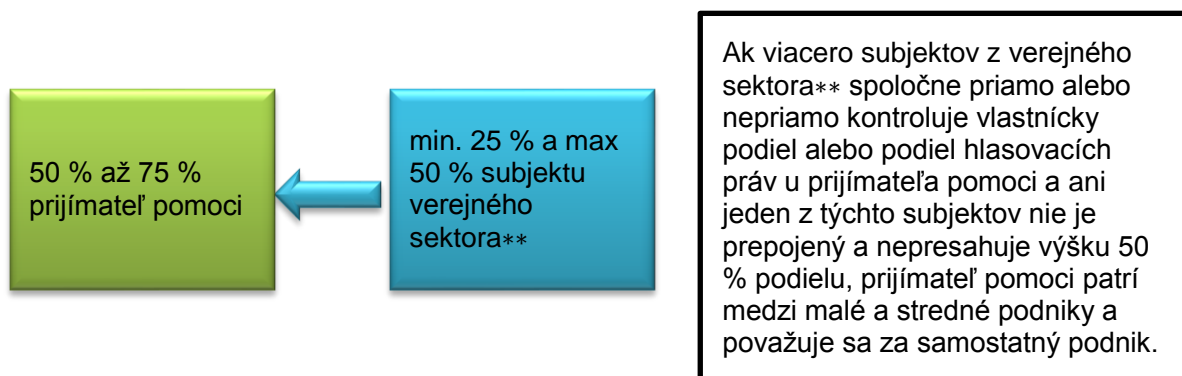 50 % až 75 %
prijímateľ pomoci
min. 25 % a max
50 % subjektu
verejného
sektora**
Ak viacero subjektov z verejného
sektora** spoločne priamo alebo
nepriamo kontroluje vlastnícky
podiel alebo podiel hlasovacích
práv u prijímateľa pomoci a ani
jeden z týchto subjektov nie je
prepojený a nepresahuje výšku 50
% podielu, prijímateľ pomoci patrí
medzi malé a stredné podniky a
považuje sa za samostatný podnik.